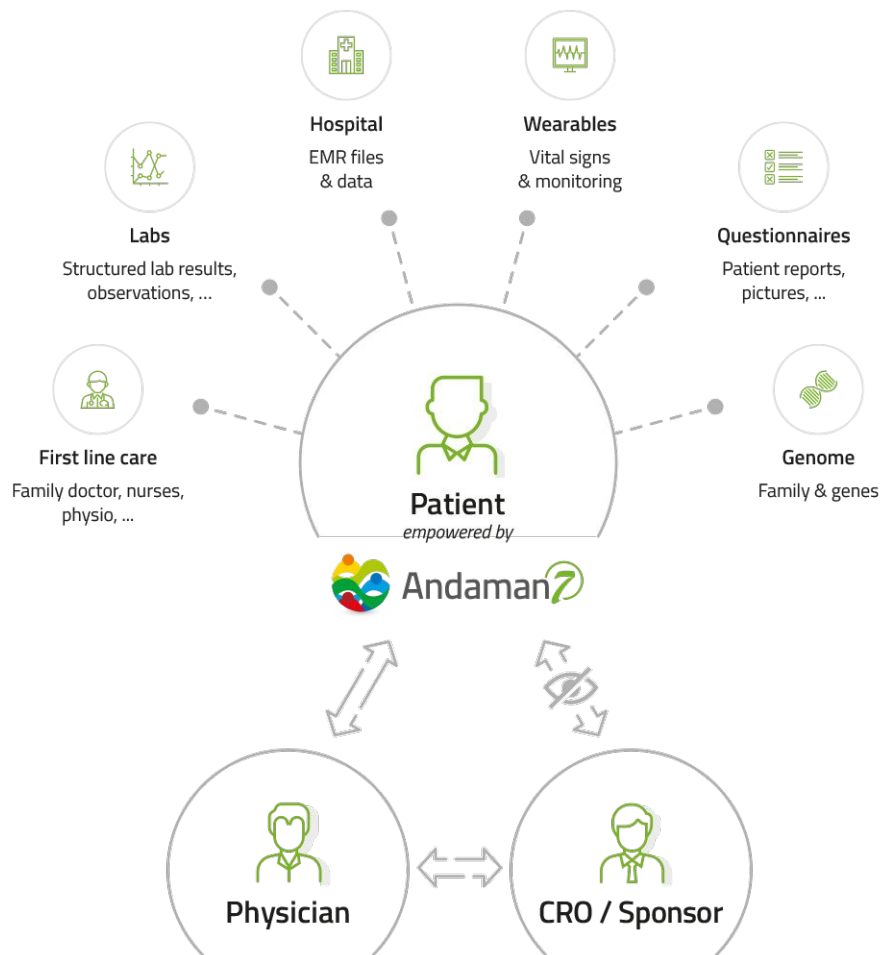 Hospital
EMR files
& data
Wearables
Vital signs
& monitoring
Labs
Structured lab results,
observations, ...
Questionnaires
Patient reports,
pictures, ...
First line care
Family doctor, nurses,
physio, ...
Genome
Family & genes
Patient
empowered by
Andaman7
Physician
CRO / Sponsor